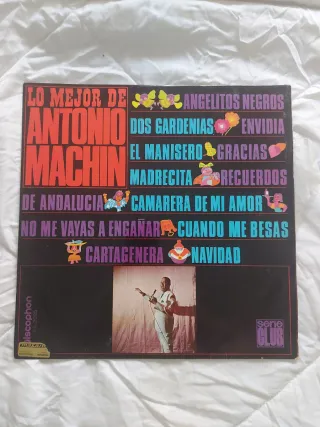 LO MEJOR DE
ANTONIO
MACHIN
ANGELITOS NEGROS
DOS GARDENIAS ENVIDIA
EL MANISERO GRACIAS
MADRECITA RECUERDOS
DE ANDALUCIA CAMARERA DE MI AMOR
NO ME VAYAS A ENGAÑAR CUANDO ME BESAS
CARTAGENERA NAVIDAD
discophon
serie
CLUB